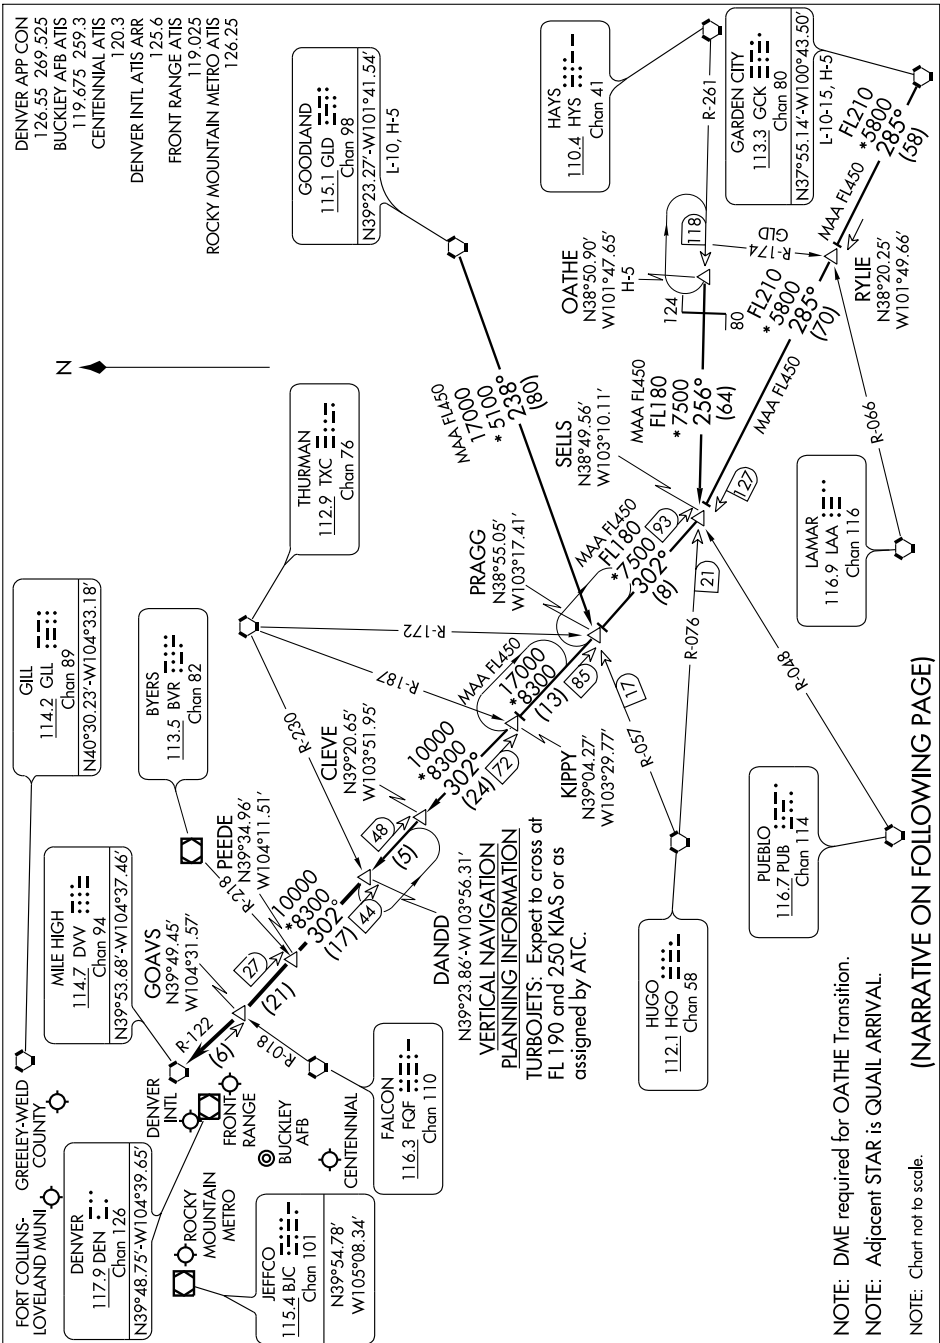 DENVER APP CON
126.55 269.525
BUCKLEY AFB ATIS
119.675 259.3
CENTENNIAL ATIS
120.3
DENVER INTL ATIS ARR
125.6
FRONT RANGE ATIS
119.025
ROCKY MOUNTAIN METRO ATIS
126.25
FORT COLLINS-
LOVELAND MUNI
GREELEY-WELD
COUNTY
GILL
114.2 GLL
Chan 89
N40°30.23'-W104°33.18'
MILE HIGH
114.7 DVV
Chan 94
N39°53.68'-W104°37.46'
DENVER
117.9 DEN
Chan 126
N39°48.75'-W104°39.65'
DENVER
INTL
FRONT
RANGE
BUCKLEY
AFB
CENTENNIAL
ROCKY
MOUNTAIN
METRO
JEFFCO
115.4 BJC
Chan 101
N39°54.78'
W105°08.34'
FALCON
116.3 FQF
Chan 110
BYERS
113.5 BVR
Chan 82
THURMAN
112.9 TXC
Chan 76
N
GOODLAND
115.1 GLD
Chan 98
N39°23.27'-W101°41.54'
L-10, H-5
HAYS
110.4 HYS
Chan 41
GARDEN CITY
113.3 GCK
Chan 80
N37°55.14'-W100°43.50'
L-10-15, H-5
GOAVS
N39°49.45'
W104°31.57'
R-122
(6)
R-018
(21)
27
R-218
PEEDE
N39°34.96'
W104°11.51'
10000
*8300
302°
(17)
44
R-230
DANDD
N39°23.86'-W103°56.31'
(5)
48
CLEVE
N39°20.65'
W103°51.95'
10000
*8300
302°
(24)
72
R-187
KIPPY
N39°04.27'
W103°29.77'
MAA FL450
17000
*8300
(13)
85
R-172
PRAGG
N38°55.05'
W103°17.41'
MAA FL450
17000
*5100
238°
(80)
MAA FL450
FL180
*7500
302°
(8)
93
SELLS
N38°49.56'
W103°10.11'
MAA FL450
FL180
*7500
256°
(64)
OATHE
N38°50.90'
W101°47.65'
H-5
124
80
118
R-261
R-174
GLD
127
MAA FL450
FL210
*5800
285°
(70)
RYLIE
N38°20.25'
W101°49.66'
MAA FL450
FL210
*5800
285°
(58)
R-066
LAMAR
116.9 LAA
Chan 116
17
R-057
21
R-076
R-048
HUGO
112.1 HGO
Chan 58
PUEBLO
116.7 PUB
Chan 114
VERTICAL NAVIGATION
PLANNING INFORMATION
TURBOJETS: Expect to cross at
FL 190 and 250 KIAS or as
assigned by ATC.
NOTE: DME required for OATHE Transition.
NOTE: Adjacent STAR is QUAIL ARRIVAL.
NOTE: Chart not to scale.
(NARRATIVE ON FOLLOWING PAGE)